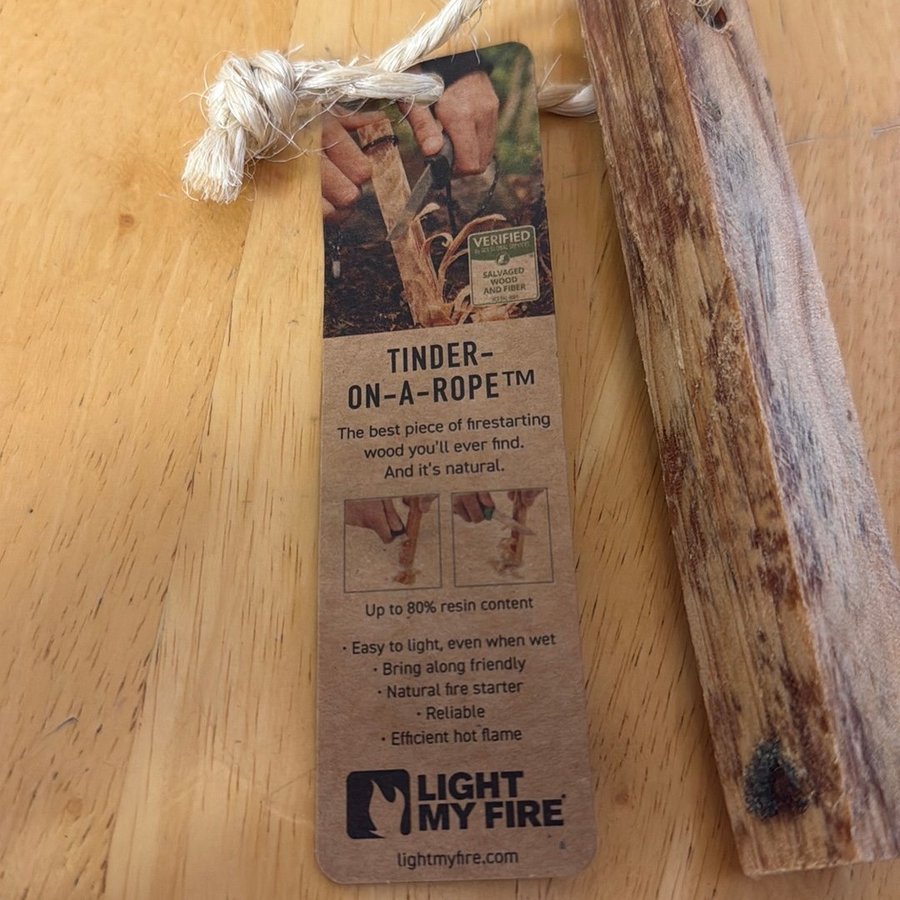 VERIFIED
SALVAGED
WOOD
AND FIBER
TINDER-
ON-A-ROPE™
The best piece of firestarting
wood you'll ever find.
And it's natural.
Up to 80% resin content
· Easy to light, even when wet
· Bring along friendly
· Natural fire starter
· Reliable
· Efficient hot flame
LIGHT
MY FIRE
lightmyfire.com